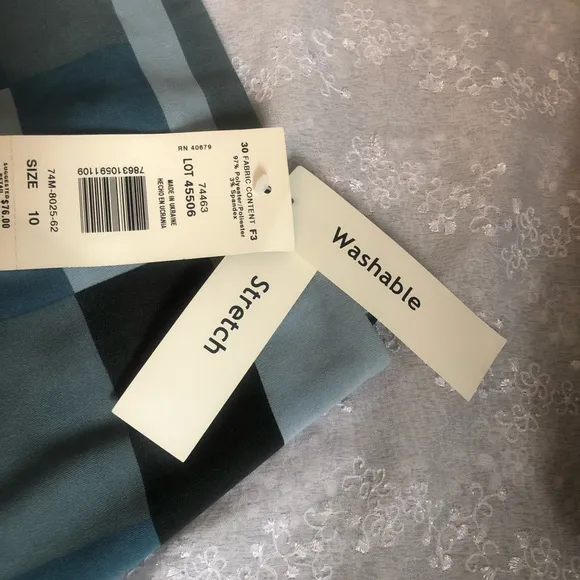 30 FABRIC CONTENT F3
97% Polyester/Poliester
3% Spandex
74463
LOT 45506
MADE IN UKRAINE
HECHO EN UCRANIA
RN 40679
786310591109
74M-8025-62
SIZE 10
SUGGESTED
RETAIL $76.00
Stretch
Washable